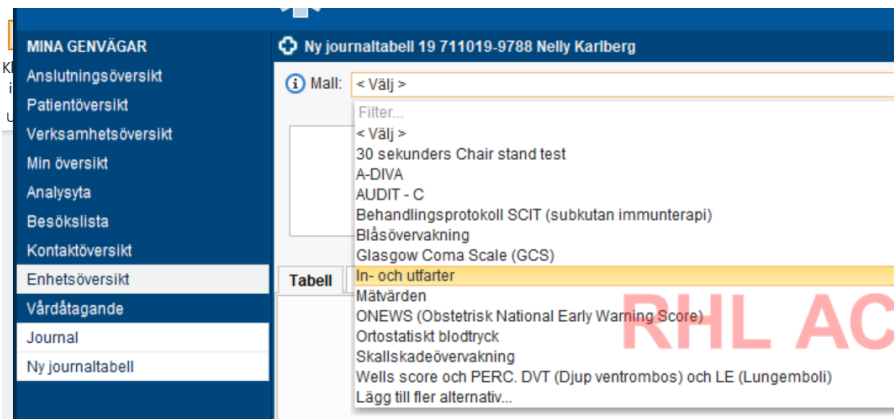 MINA GENVÄGAR
Anslutningsöversikt
Patientöversikt
Verksamhetsöversikt
Min översikt
Analysyta
Besökslista
Kontaktöversikt
Enhetsöversikt
Vårdåtagande
Journal
Ny journaltabell
Ny journaltabell 19 711019-9788 Nelly Karlberg
Mall: < Välj >
Filter...
< Välj >
30 sekunders Chair stand test
A-DIVA
AUDIT - C
Behandlingsprotokoll SCIT (subkutan immunterapi)
Blåsövervakning
Glasgow Coma Scale (GCS)
In- och utfarter
Mätvärden
ONEWS (Obstetrisk National Early Warning Score)
Ortostatiskt blodtryck
Skallskadeövervakning
Wells score och PERC. DVT (Djup ventrombos) och LE (Lungemboli)
Lägg till fler alternativ...
Tabell
RHL AC